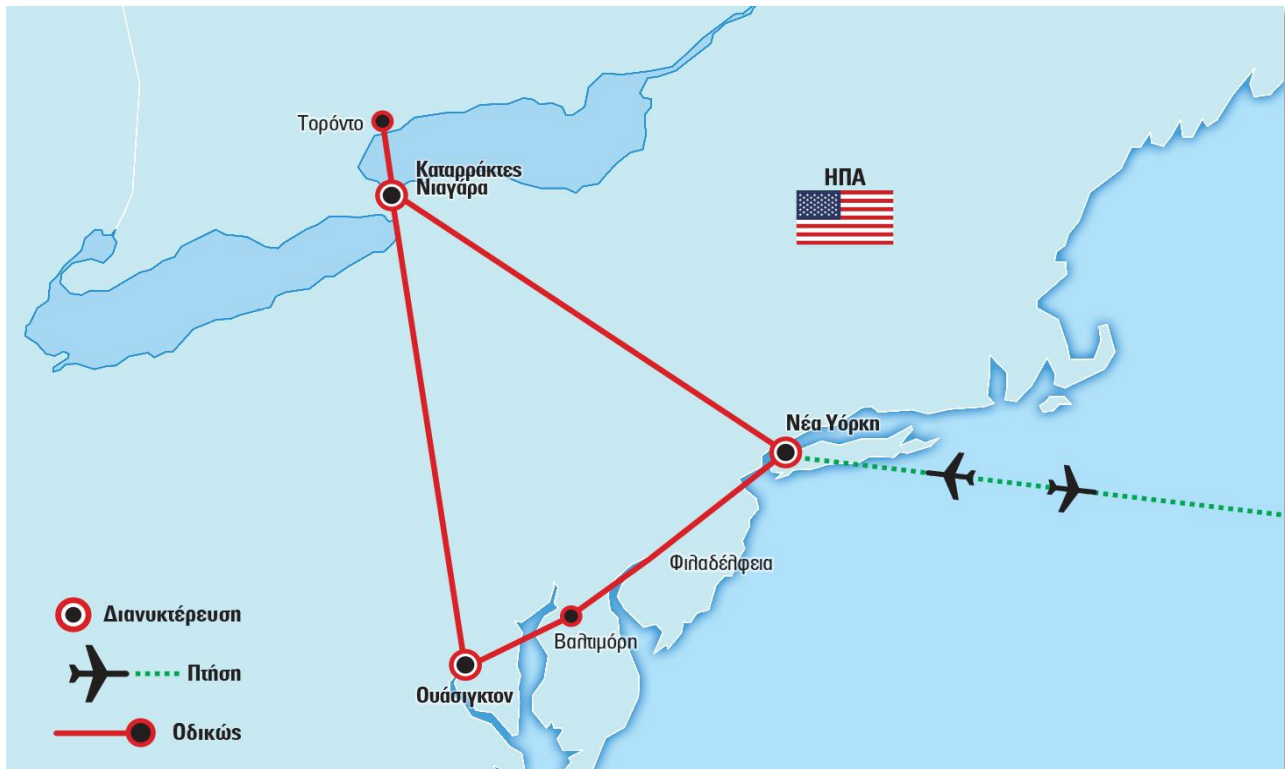 Τορόντο
Καταρράκτες
Νιαγάρα
ΗΠΑ
Νέα Υόρκη
Φιλαδέλφεια
Βαλτιμόρη
Ουάσιγκτον
Διανυκτέρευση
Πτήση
Οδικώς